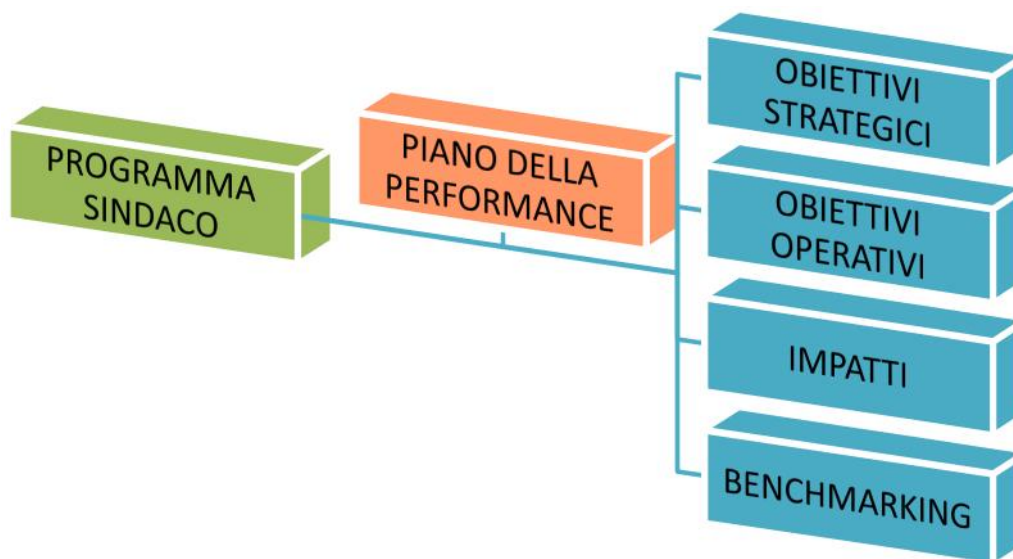 PROGRAMMA
SINDACO
PIANO DELLA
PERFORMANCE
OBIETTIVI
STRATEGICI
OBIETTIVI
OPERATIVI
IMPATTI
BENCHMARKING